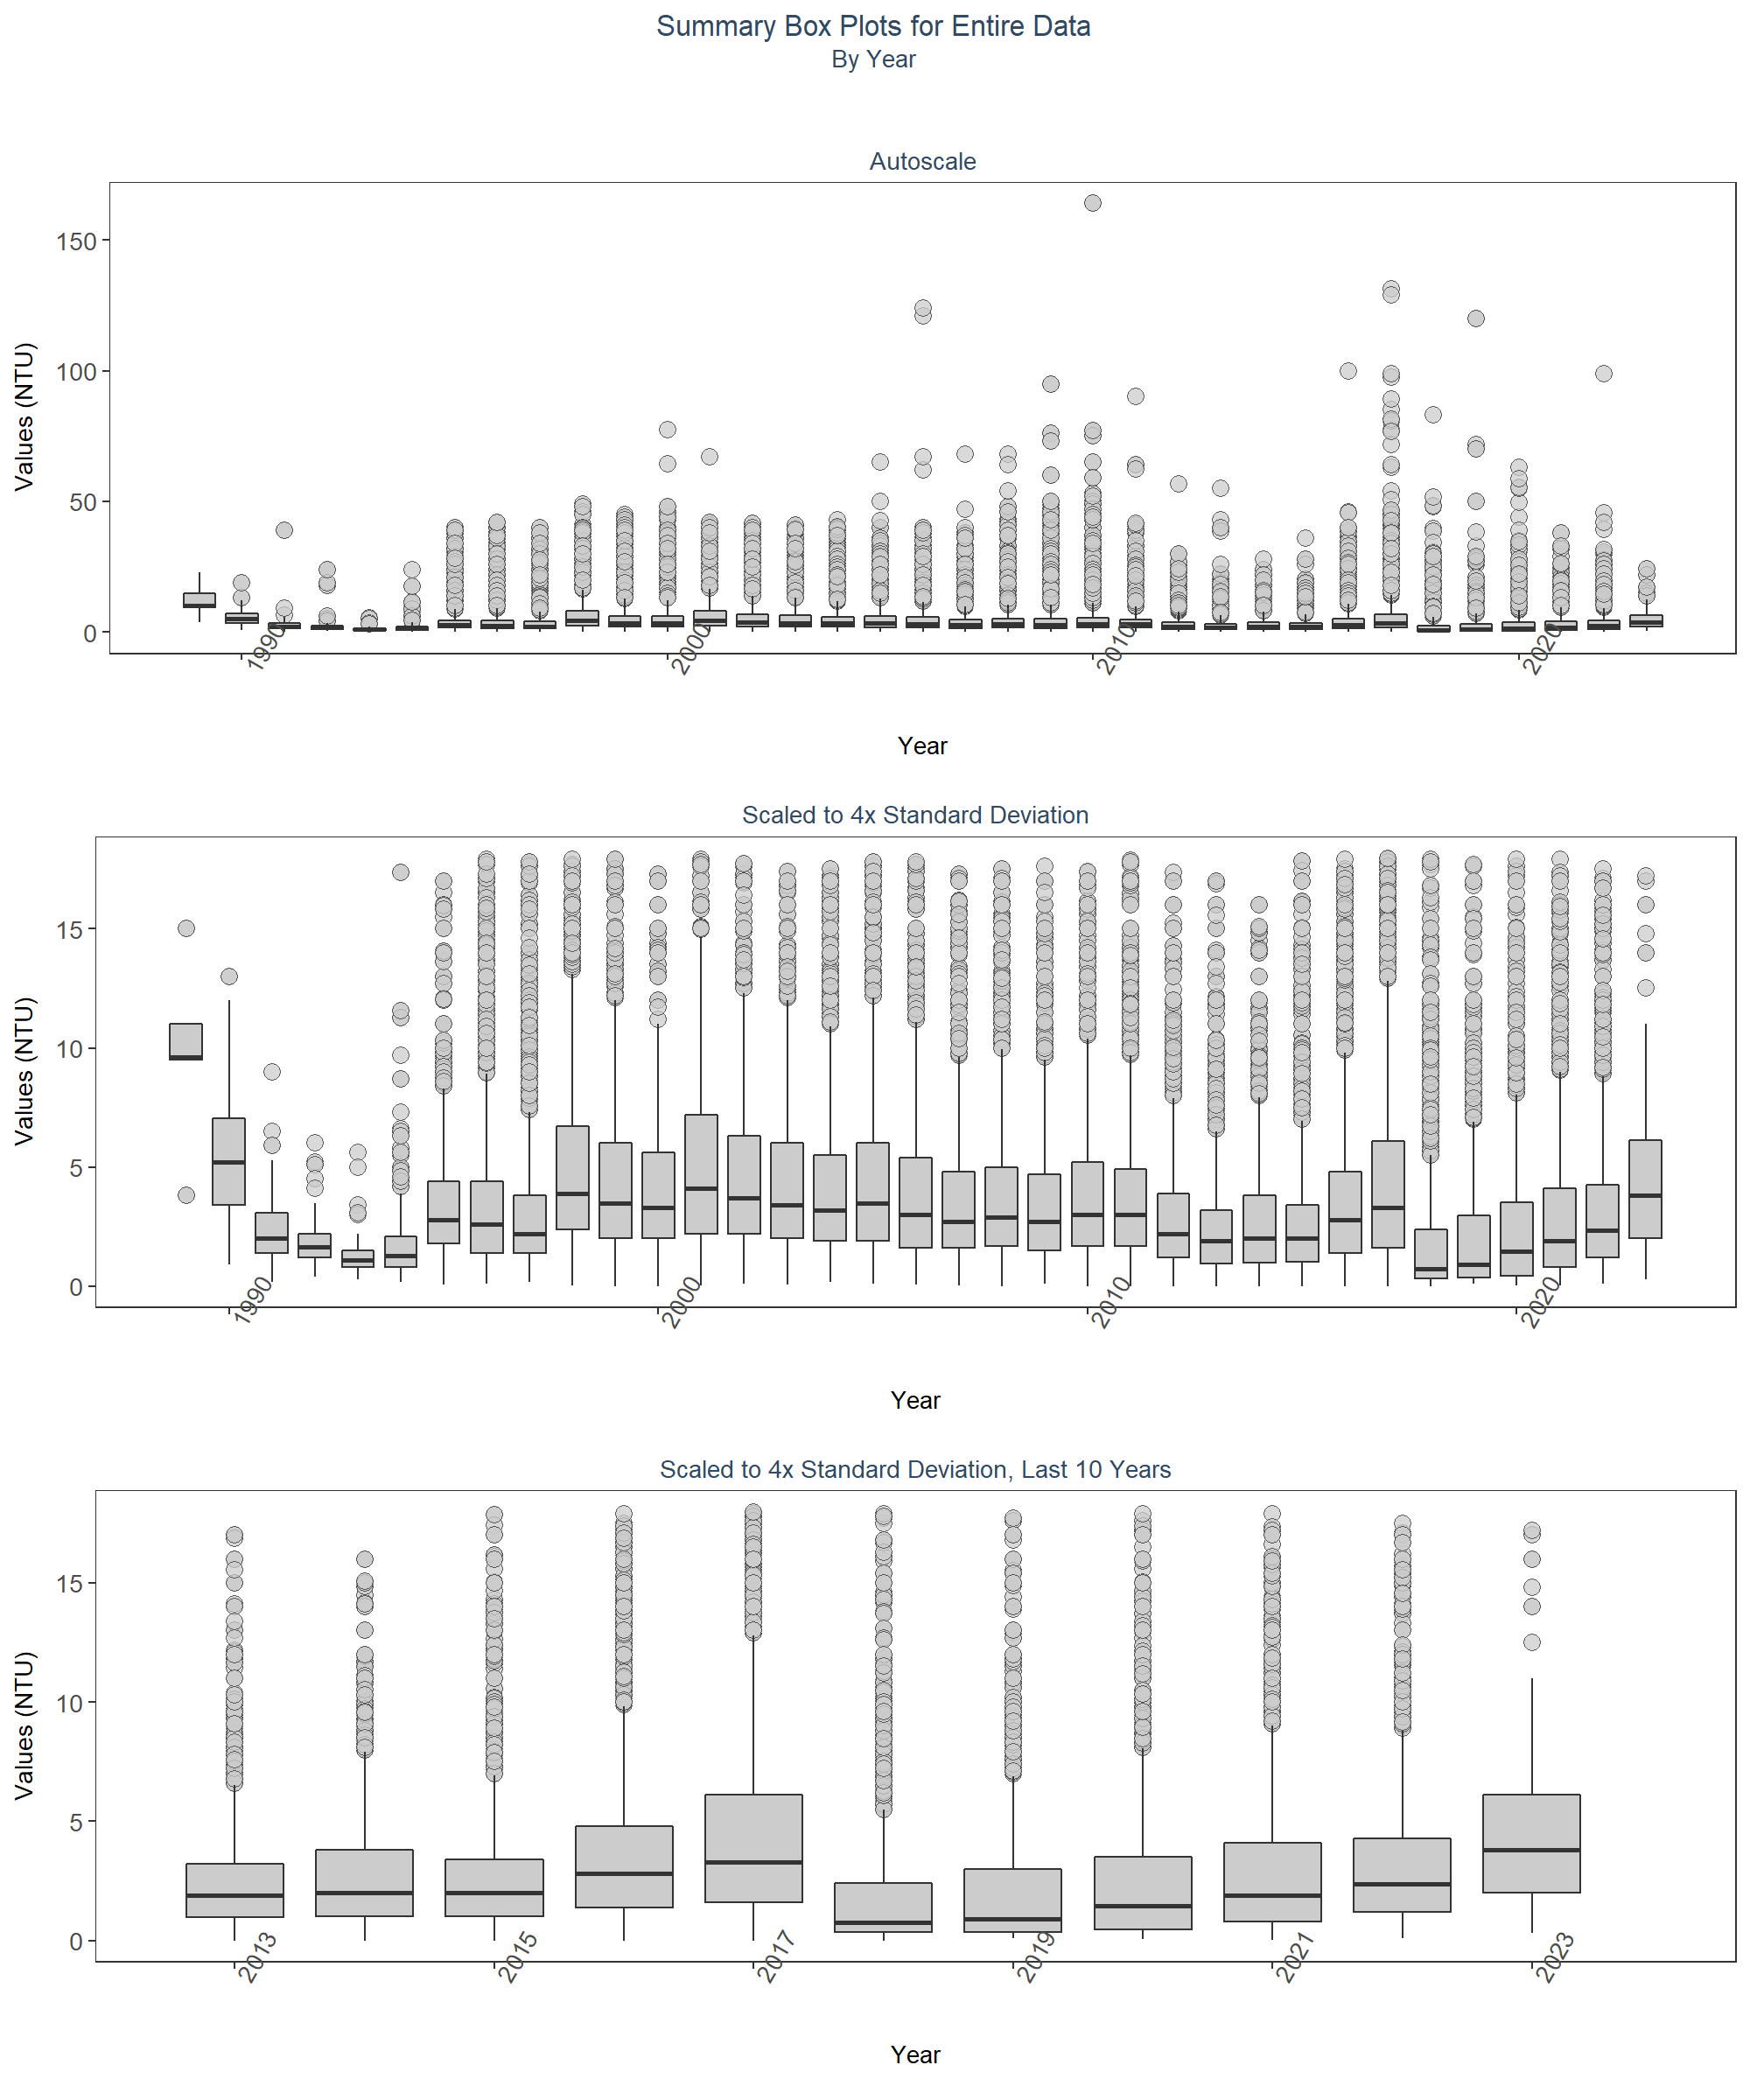 Summary Box Plots for Entire Data
By Year
Autoscale
Values (NTU)
150
100
50
0
1990
2000
2010
2020
Year
Scaled to 4x Standard Deviation
Values (NTU)
15
10
5
0
1990
2000
2010
2020
Year
Scaled to 4x Standard Deviation, Last 10 Years
Values (NTU)
15
10
5
0
2013
2015
2017
2019
2021
2023
Year